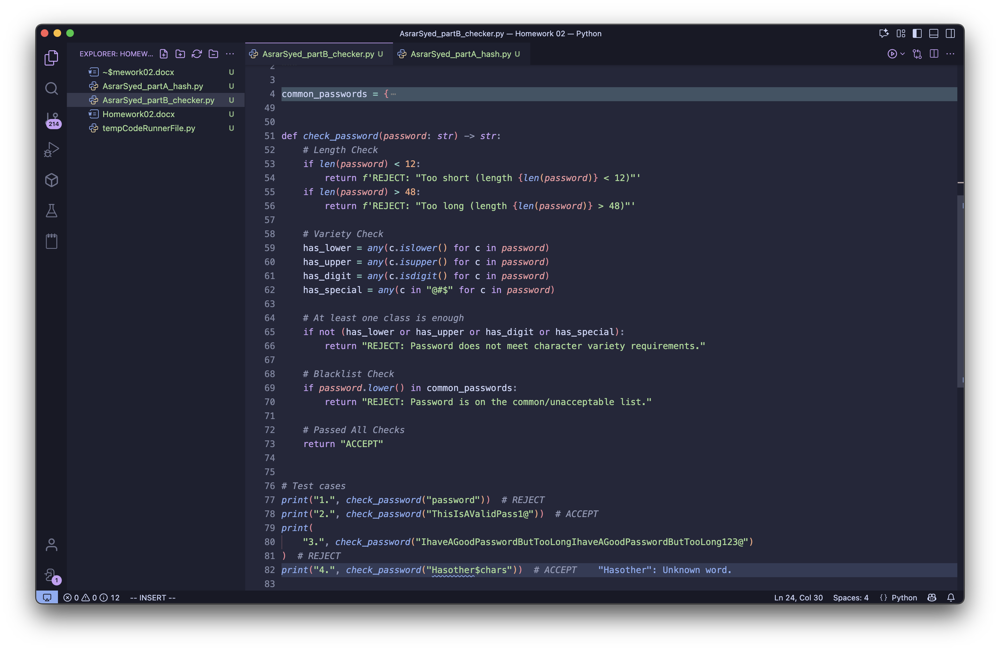 AsrarSyed_partB_checker.py — Homework 02 — Python
EXPLORER: HOMEW...
AsrarSyed_partB_checker.py U
AsrarSyed_partA_hash.py U
~$mework02.docx U
AsrarSyed_partA_hash.py U
AsrarSyed_partB_checker.py U
Homework02.docx U
tempCodeRunnerFile.py U
214
1
2
3
4 common_passwords = {⋯
49
50
51 def check_password(password: str) -> str:
52     # Length Check
53     if len(password) < 12:
54         return f'REJECT: "Too short (length {len(password)} < 12)"'
55     if len(password) > 48:
56         return f'REJECT: "Too long (length {len(password)} > 48)"'
57
58     # Variety Check
59     has_lower = any(c.islower() for c in password)
60     has_upper = any(c.isupper() for c in password)
61     has_digit = any(c.isdigit() for c in password)
62     has_special = any(c in "@#$" for c in password)
63
64     # At least one class is enough
65     if not (has_lower or has_upper or has_digit or has_special):
66         return "REJECT: Password does not meet character variety requirements."
67
68     # Blacklist Check
69     if password.lower() in common_passwords:
70         return "REJECT: Password is on the common/unacceptable list."
71
72     # Passed All Checks
73     return "ACCEPT"
74
75
76 # Test cases
77 print("1.", check_password("password"))  # REJECT
78 print("2.", check_password("ThisIsAValidPass1@"))  # ACCEPT
79 print(
80     "3.", check_password("IhaveAGoodPasswordButTooLongIhaveAGoodPasswordButTooLong123@")
81 )  # REJECT
82 print("4.", check_password("Hasother$chars"))  # ACCEPT    "Hasother": Unknown word.
83
0 0 12 -- INSERT -- Ln 24, Col 30 Spaces: 4 {} Python